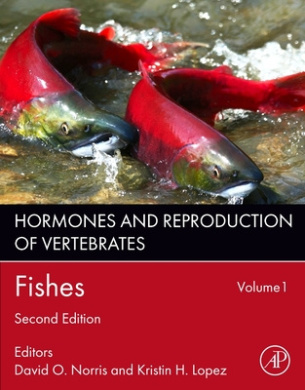 HORMONES AND REPRODUCTION
OF VERTEBRATES
Fishes
Volume 1
Second Edition
Editors
David O. Norris and Kristin H. Lopez
AP